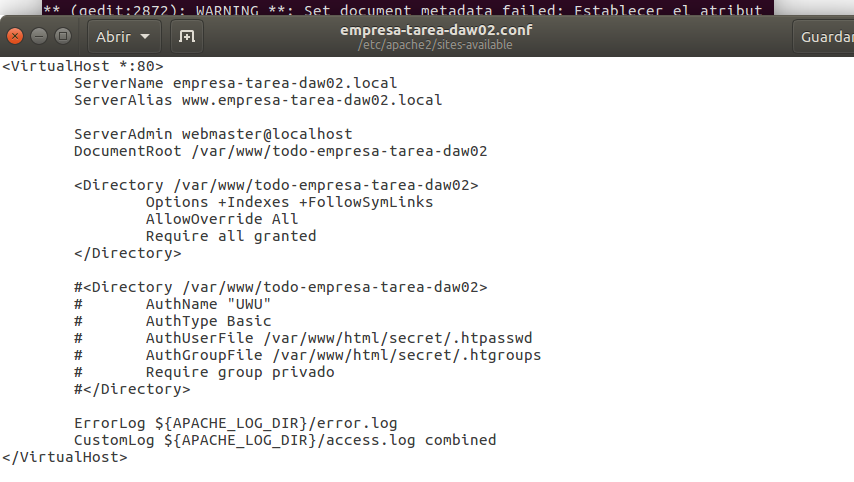 ** (gedit:2872): WARNING **: Set document metadata failed: Establecer el atribut
Abrir
empresa-tarea-daw02.conf
/etc/apache2/sites-available
Guardar
<VirtualHost *:80>
        ServerName empresa-tarea-daw02.local
        ServerAlias www.empresa-tarea-daw02.local
        ServerAdmin webmaster@localhost
        DocumentRoot /var/www/todo-empresa-tarea-daw02
        <Directory /var/www/todo-empresa-tarea-daw02>
                Options +Indexes +FollowSymLinks
                AllowOverride All
                Require all granted
        </Directory>
        #<Directory /var/www/todo-empresa-tarea-daw02>
        #       AuthName "UWU"
        #       AuthType Basic
        #       AuthUserFile /var/www/html/secret/.htpasswd
        #       AuthGroupFile /var/www/html/secret/.htgroups
        #       Require group privado
        #</Directory>
        ErrorLog ${APACHE_LOG_DIR}/error.log
        CustomLog ${APACHE_LOG_DIR}/access.log combined
</VirtualHost>